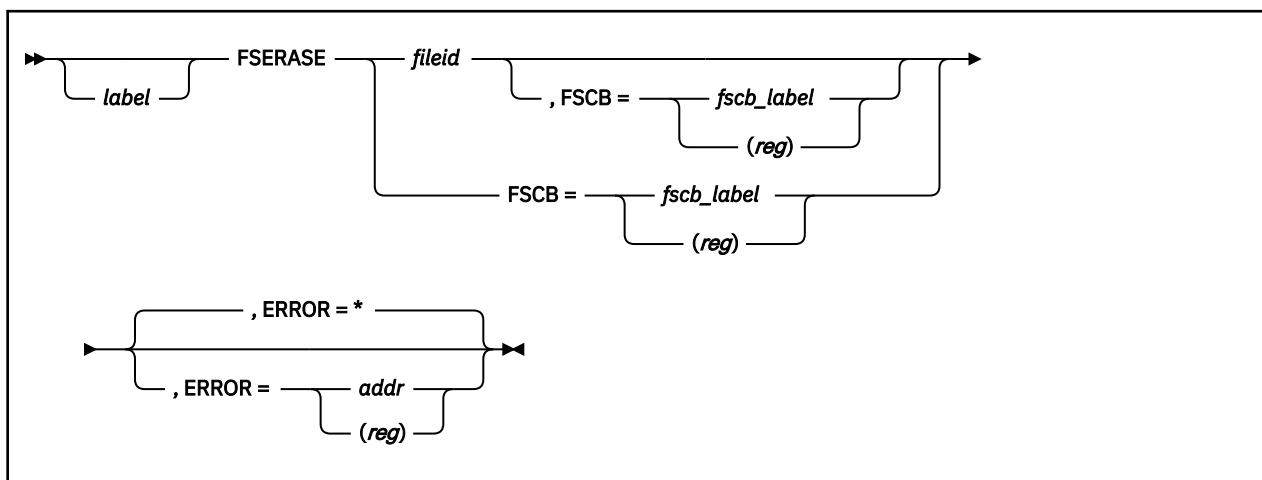 FSERASE fileid
label , FSCB = fscb_label
(reg)
FSCB = fscb_label
(reg)
, ERROR = *
, ERROR = addr
(reg)